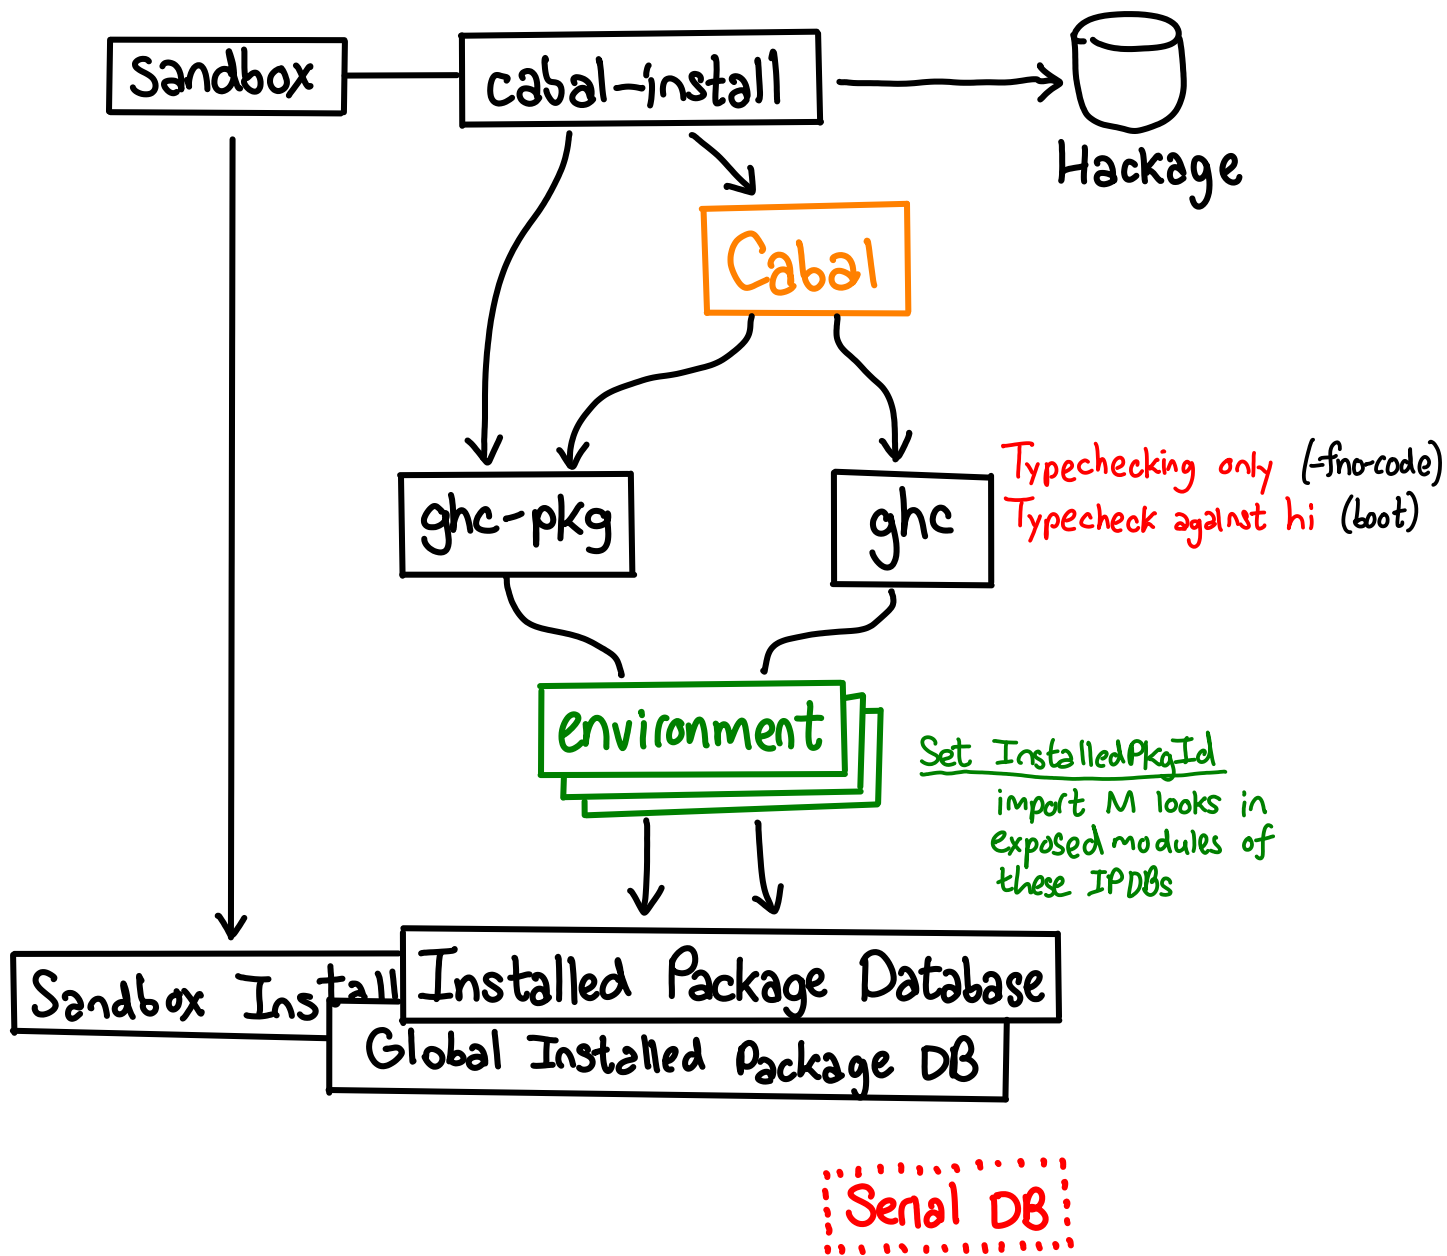 Sandbox
cabal-install
Hackage
Cabal
ghc-pkg
ghc
Typechecking only (-fno-code)
Typecheck against hi (boot)
environment
Set InstalledPkgId
import M looks in
exposed modules of
these IPDBs
Sandbox Install
Installed Package Database
Global Installed Package DB
DB